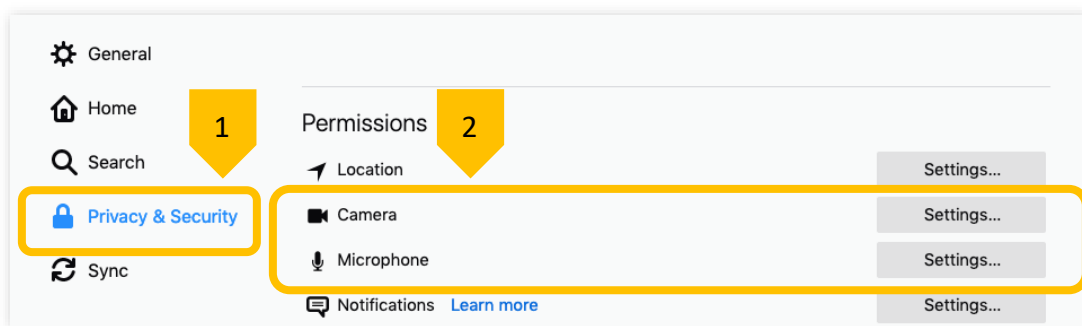 General
Home
1
Search
Privacy & Security
Sync
Permissions
2
Location Settings...
Camera Settings...
Microphone Settings...
Notifications Learn more Settings...